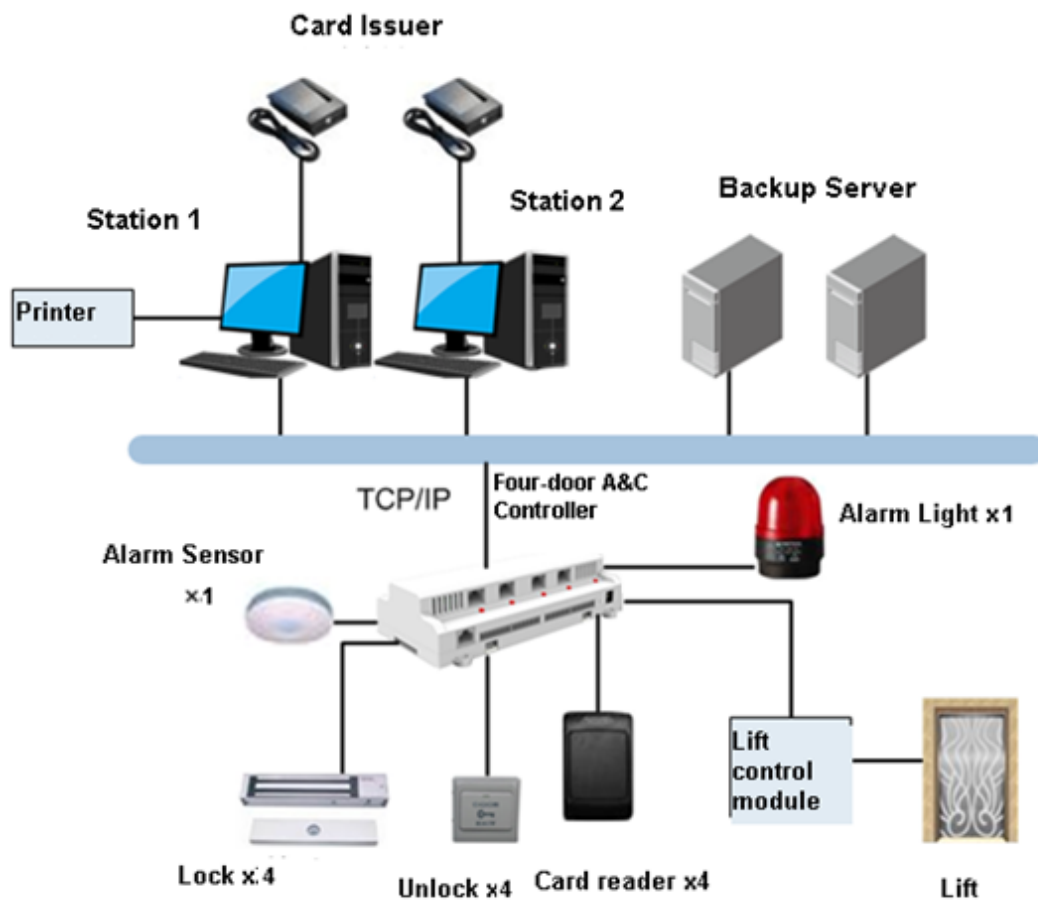 Card Issuer
Station 1
Station 2
Backup Server
Printer
TCP/IP
Four-door A&C
Controller
Alarm Light x1
Alarm Sensor
x1
Lift
control
module
Lock x4
Unlock x4
Card reader x4
Lift